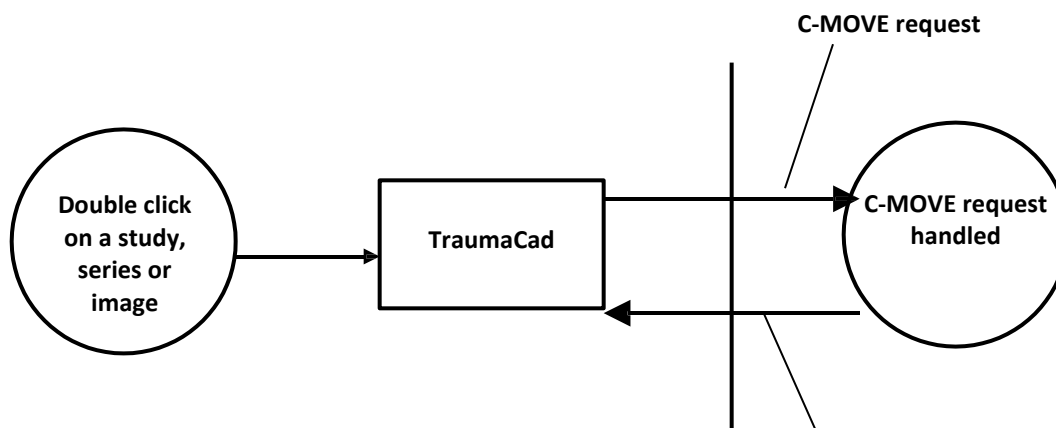 C-MOVE request
Double click
on a study,
series or
image
TraumaCad
C-MOVE request
handled